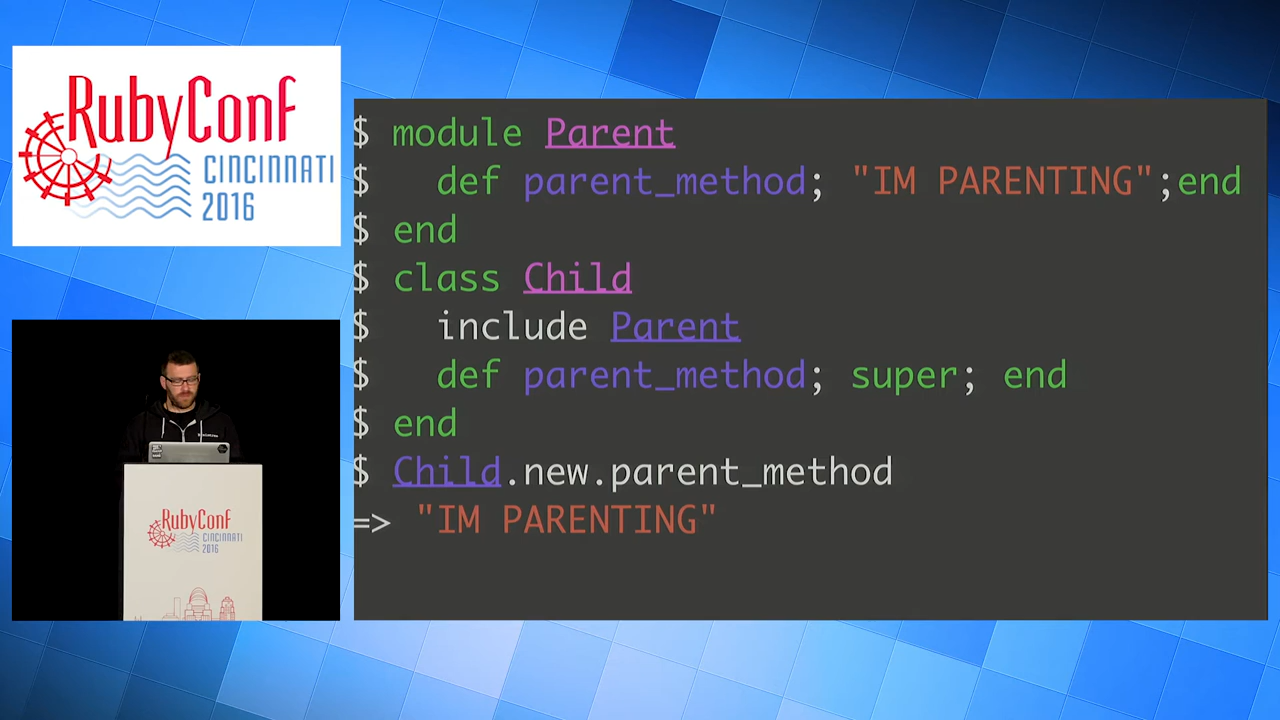 RubyConf
CINCINNATI
2016
$ module Parent
$   def parent_method; "IM PARENTING";end
$ end
$ class Child
$   include Parent
$   def parent_method; super; end
$ end
$ Child.new.parent_method
=> "IM PARENTING"
RubyConf
CINCINNATI
2016